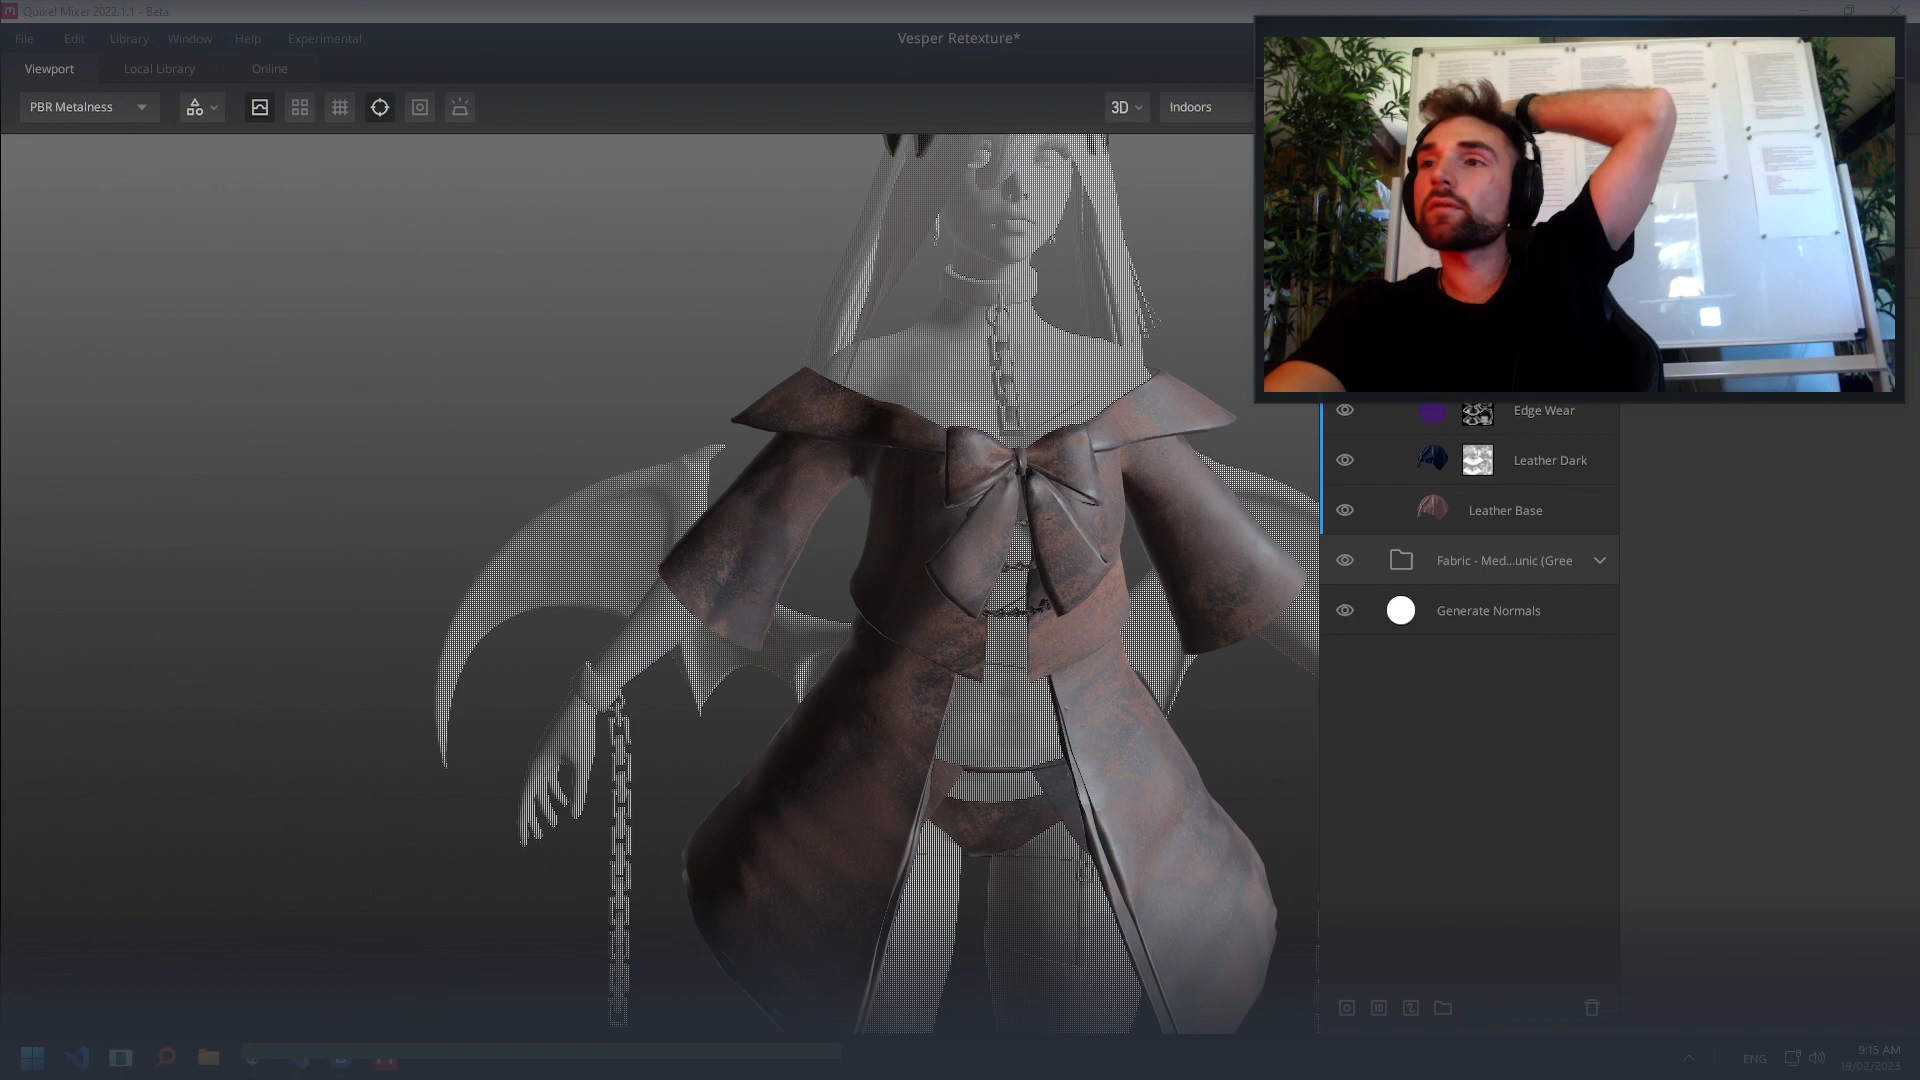 Quixel Mixer 2022.1.1 - Beta
File Edit Library Window Help Experimental
Vesper Retexture*
Viewport Local Library Online
PBR Metalness
3D
Indoors
Edge Wear
Leather Dark
Leather Base
Fabric - Med...unic (Gree
Generate Normals
ENG
9:15 AM
19/02/2023